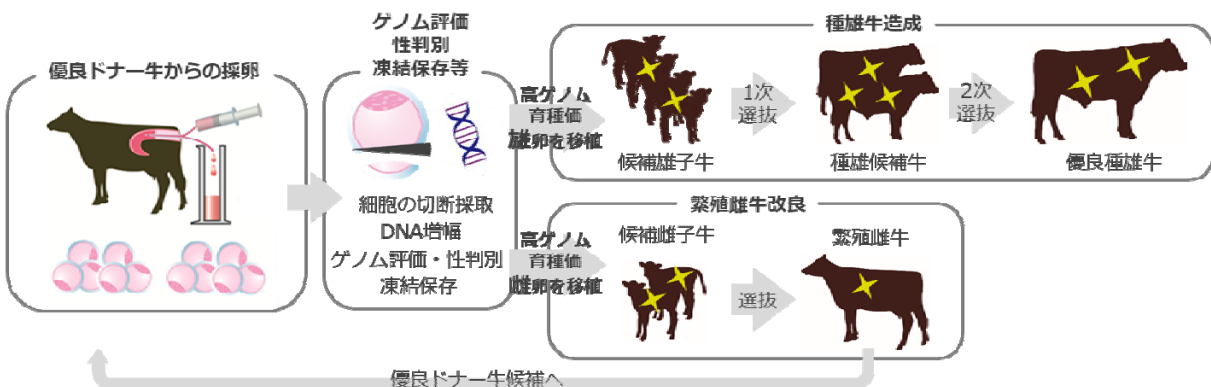 優良ドナー牛からの採卵
ゲノム評価
性判別
凍結保存等
細胞の切断採取
DNA増幅
ゲノム評価・性判別
凍結保存
高ゲノム
育種価
雄卵を移植
種雄牛造成
候補雄子牛
1次
選抜
種雄候補牛
2次
選抜
優良種雄牛
高ゲノム
育種価
雌卵を移植
繁殖雌牛改良
候補雌子牛
選抜
繁殖雌牛
優良ドナー牛候補へ